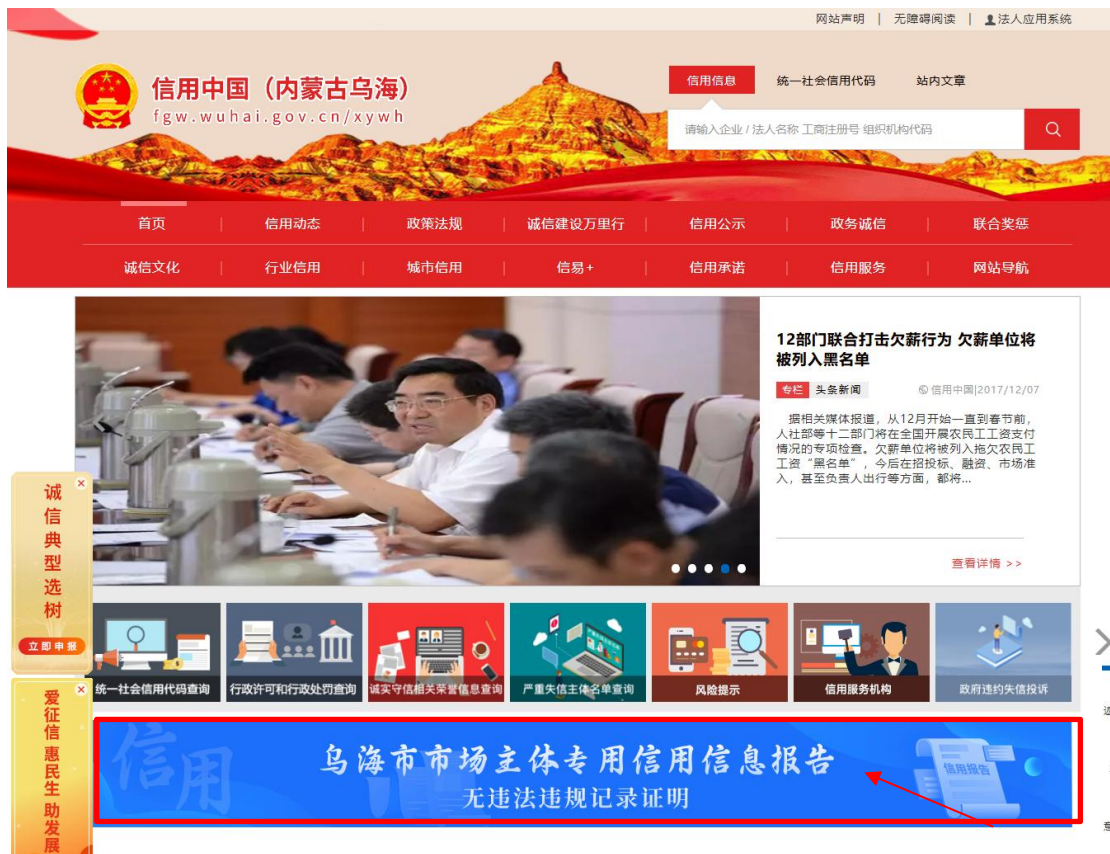 网站声明 | 无障碍阅读 | 法人应用系统
信用中国（内蒙古乌海）
fgw.wuhai.gov.cn/xywh
信用信息 统一社会信用代码 站内文章
请输入企业 / 法人名称 工商注册号 组织机构代码
首页 | 信用动态 | 政策法规 | 诚信建设万里行 | 信用公示 | 政务诚信 | 联合奖惩
诚信文化 | 行业信用 | 城市信用 | 信易+ | 信用承诺 | 信用服务 | 网站导航
12部门联合打击欠薪行为 欠薪单位将
被列入黑名单
专栏 头条新闻 信用中国|2017/12/07
据相关媒体报道，从12月开始一直到春节前，
人社部等十二部门将在全国开展农民工工资支付
情况的专项检查。欠薪单位将被列入拖欠农民工
工资“黑名单”，今后在招投标、融资、市场准
入，甚至负责人出行等方面，都将...
查看详情 >>
诚信典型选树
立即申报
统一社会信用代码查询 行政许可和行政处罚查询 诚实守信相关荣誉信息查询 严重失信主体名单查询 风险提示 信用服务机构 政府违约失信投诉
爱征信 惠民生 助发展
信用
乌海市市场主体专用信用信息报告
无违法违规记录证明
信用报告